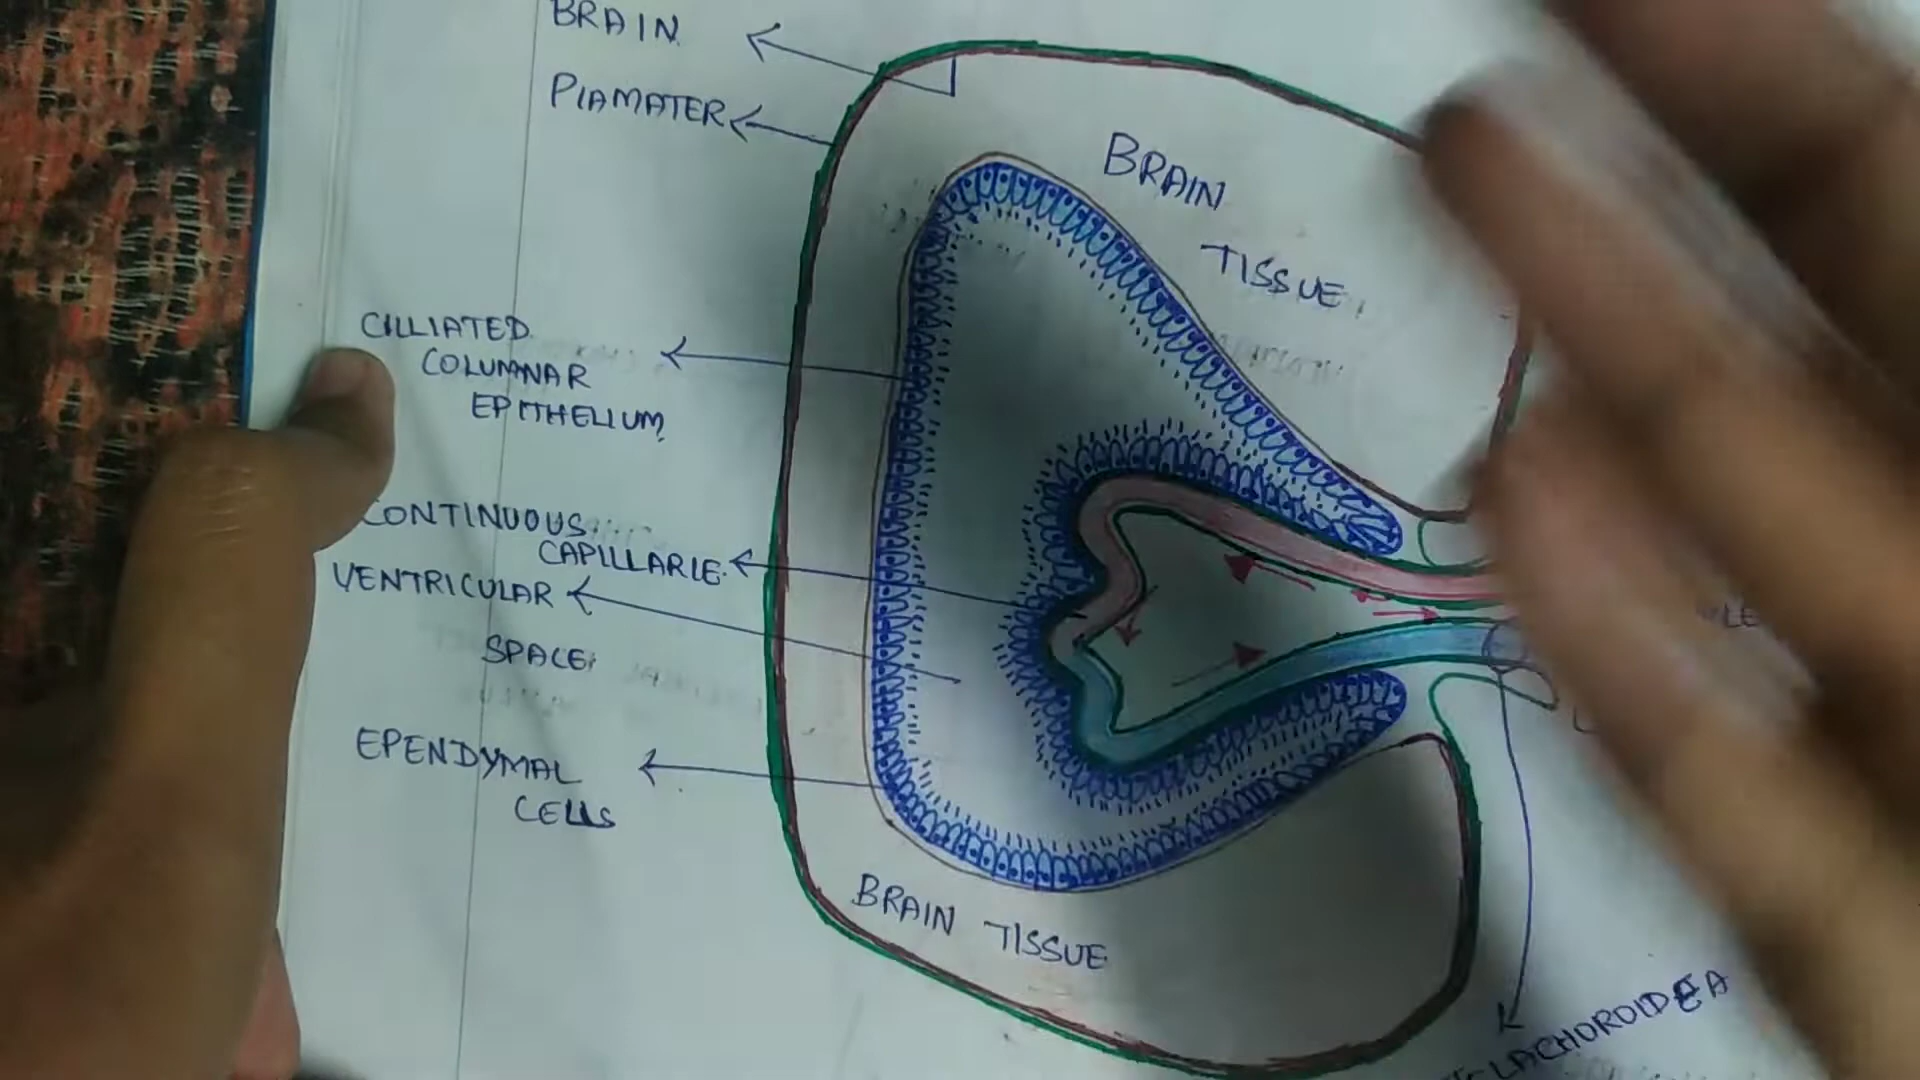 BRAIN
PIAMATER
BRAIN
TISSUE
CILLIATED
COLUMNAR
EPITHELIUM
CONTINUOUS
CAPILLARIE
VENTRICULAR
SPACE
EPENDYMAL
CELLS
BRAIN TISSUE